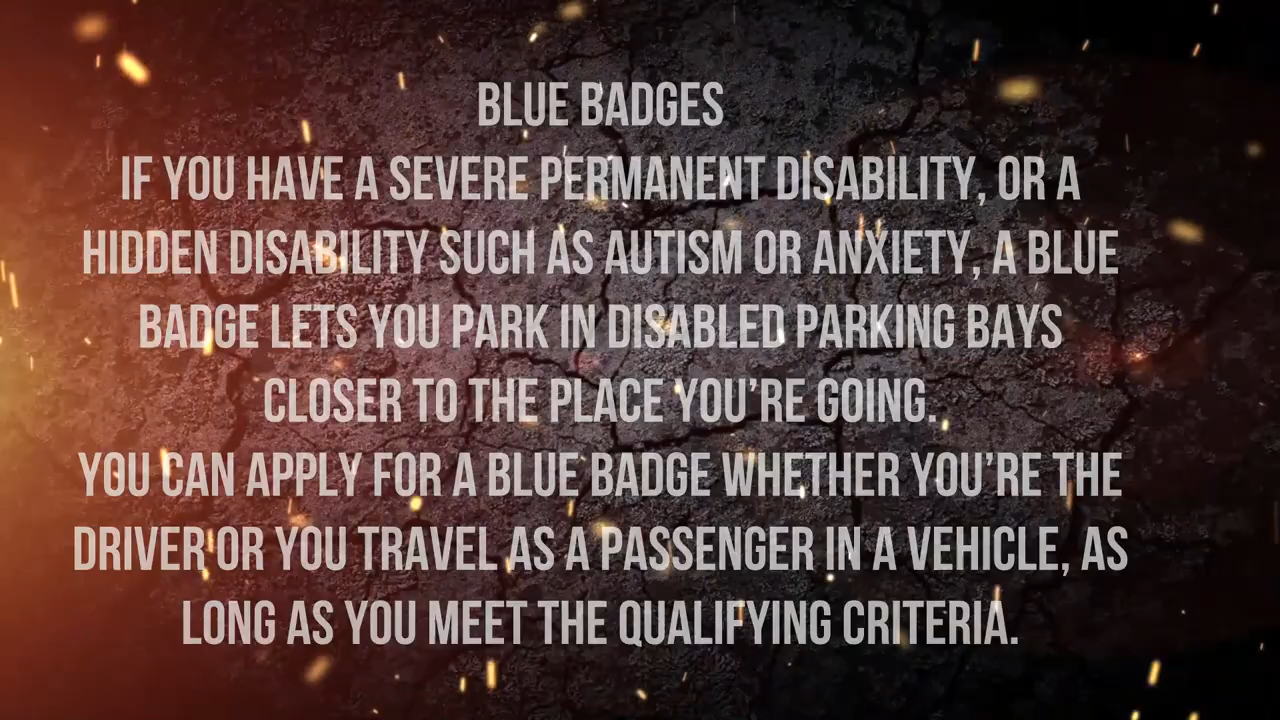 BLUE BADGES
IF YOU HAVE A SEVERE PERMANENT DISABILITY, OR A
HIDDEN DISABILITY SUCH AS AUTISM OR ANXIETY, A BLUE
BADGE LETS YOU PARK IN DISABLED PARKING BAYS
CLOSER TO THE PLACE YOU’RE GOING.
YOU CAN APPLY FOR A BLUE BADGE WHETHER YOU’RE THE
DRIVER OR YOU TRAVEL AS A PASSENGER IN A VEHICLE, AS
LONG AS YOU MEET THE QUALIFYING CRITERIA.